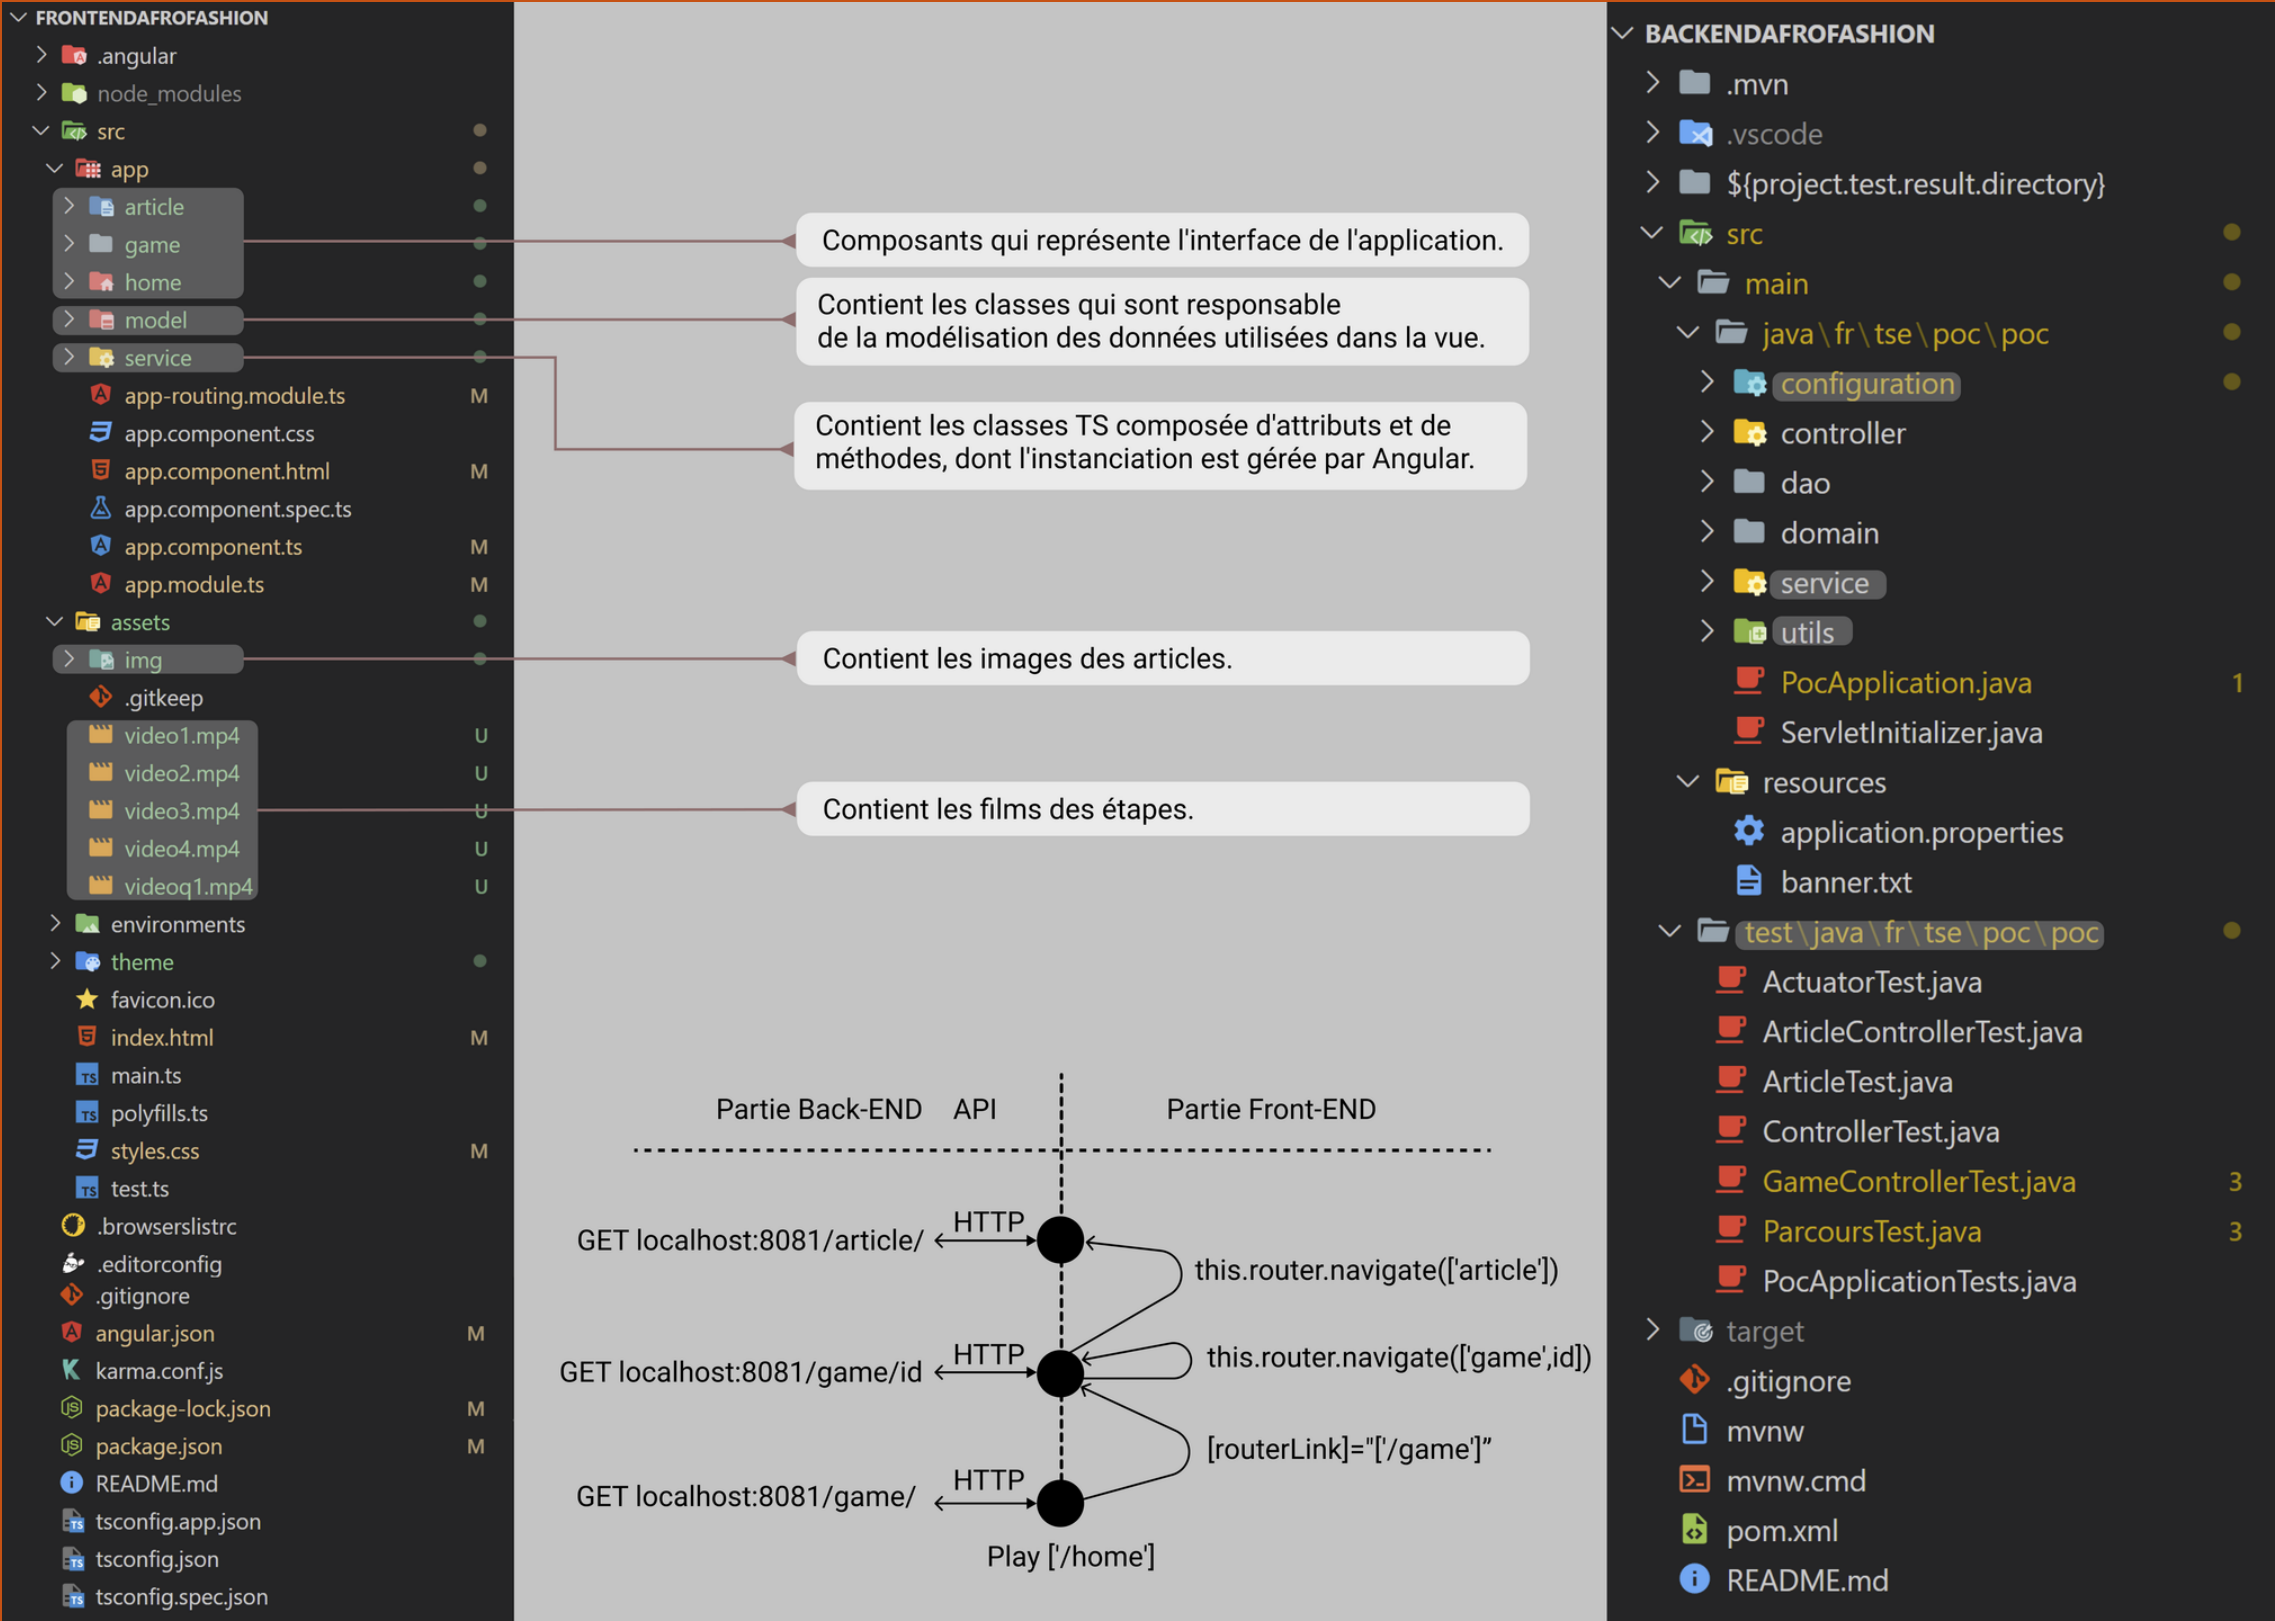 FRONTENDAFROFASHION
.angular
node_modules
src
app
article
game
home
model
service
app-routing.module.ts M
app.component.css
app.component.html M
app.component.spec.ts
app.component.ts M
app.module.ts M
assets
img
.gitkeep
video1.mp4 U
video2.mp4 U
video3.mp4 U
video4.mp4 U
videoq1.mp4 U
environments
theme
favicon.ico
index.html M
main.ts
polyfills.ts
styles.css M
test.ts
.browserslistrc
.editorconfig
.gitignore
angular.json M
karma.conf.js
package-lock.json M
package.json M
README.md
tsconfig.app.json
tsconfig.json
tsconfig.spec.json
Composants qui représente l'interface de l'application.
Contient les classes qui sont responsable
de la modélisation des données utilisées dans la vue.
Contient les classes TS composée d'attributs et de
méthodes, dont l'instanciation est gérée par Angular.
Contient les images des articles.
Contient les films des étapes.
Partie Back-END API Partie Front-END
HTTP
GET localhost:8081/article/
this.router.navigate(['article'])
HTTP
GET localhost:8081/game/id
this.router.navigate(['game',id])
[routerLink]="['/game']”
HTTP
GET localhost:8081/game/
Play ['/home']
BACKENDAFROFASHION
.mvn
.vscode
${project.test.result.directory}
src
main
java\fr\tse\poc\poc
configuration
controller
dao
domain
service
utils
PocApplication.java 1
ServletInitializer.java
resources
application.properties
banner.txt
test\java\fr\tse\poc\poc
ActuatorTest.java
ArticleControllerTest.java
ArticleTest.java
ControllerTest.java
GameControllerTest.java 3
ParcoursTest.java 3
PocApplicationTests.java
target
.gitignore
mvnw
mvnw.cmd
pom.xml
README.md